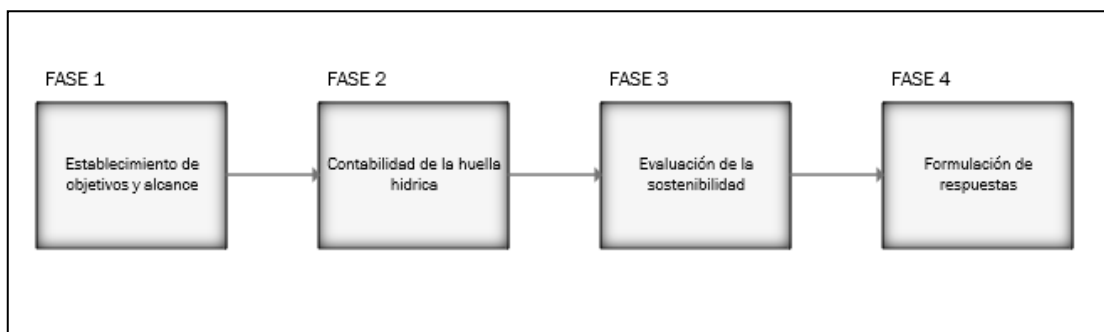 FASE 1
Establecimiento de
objetivos y alcance
FASE 2
Contabilidad de la huella
hidrica
FASE 3
Evaluación de la
sostenibilidad
FASE 4
Formulación de
respuestas